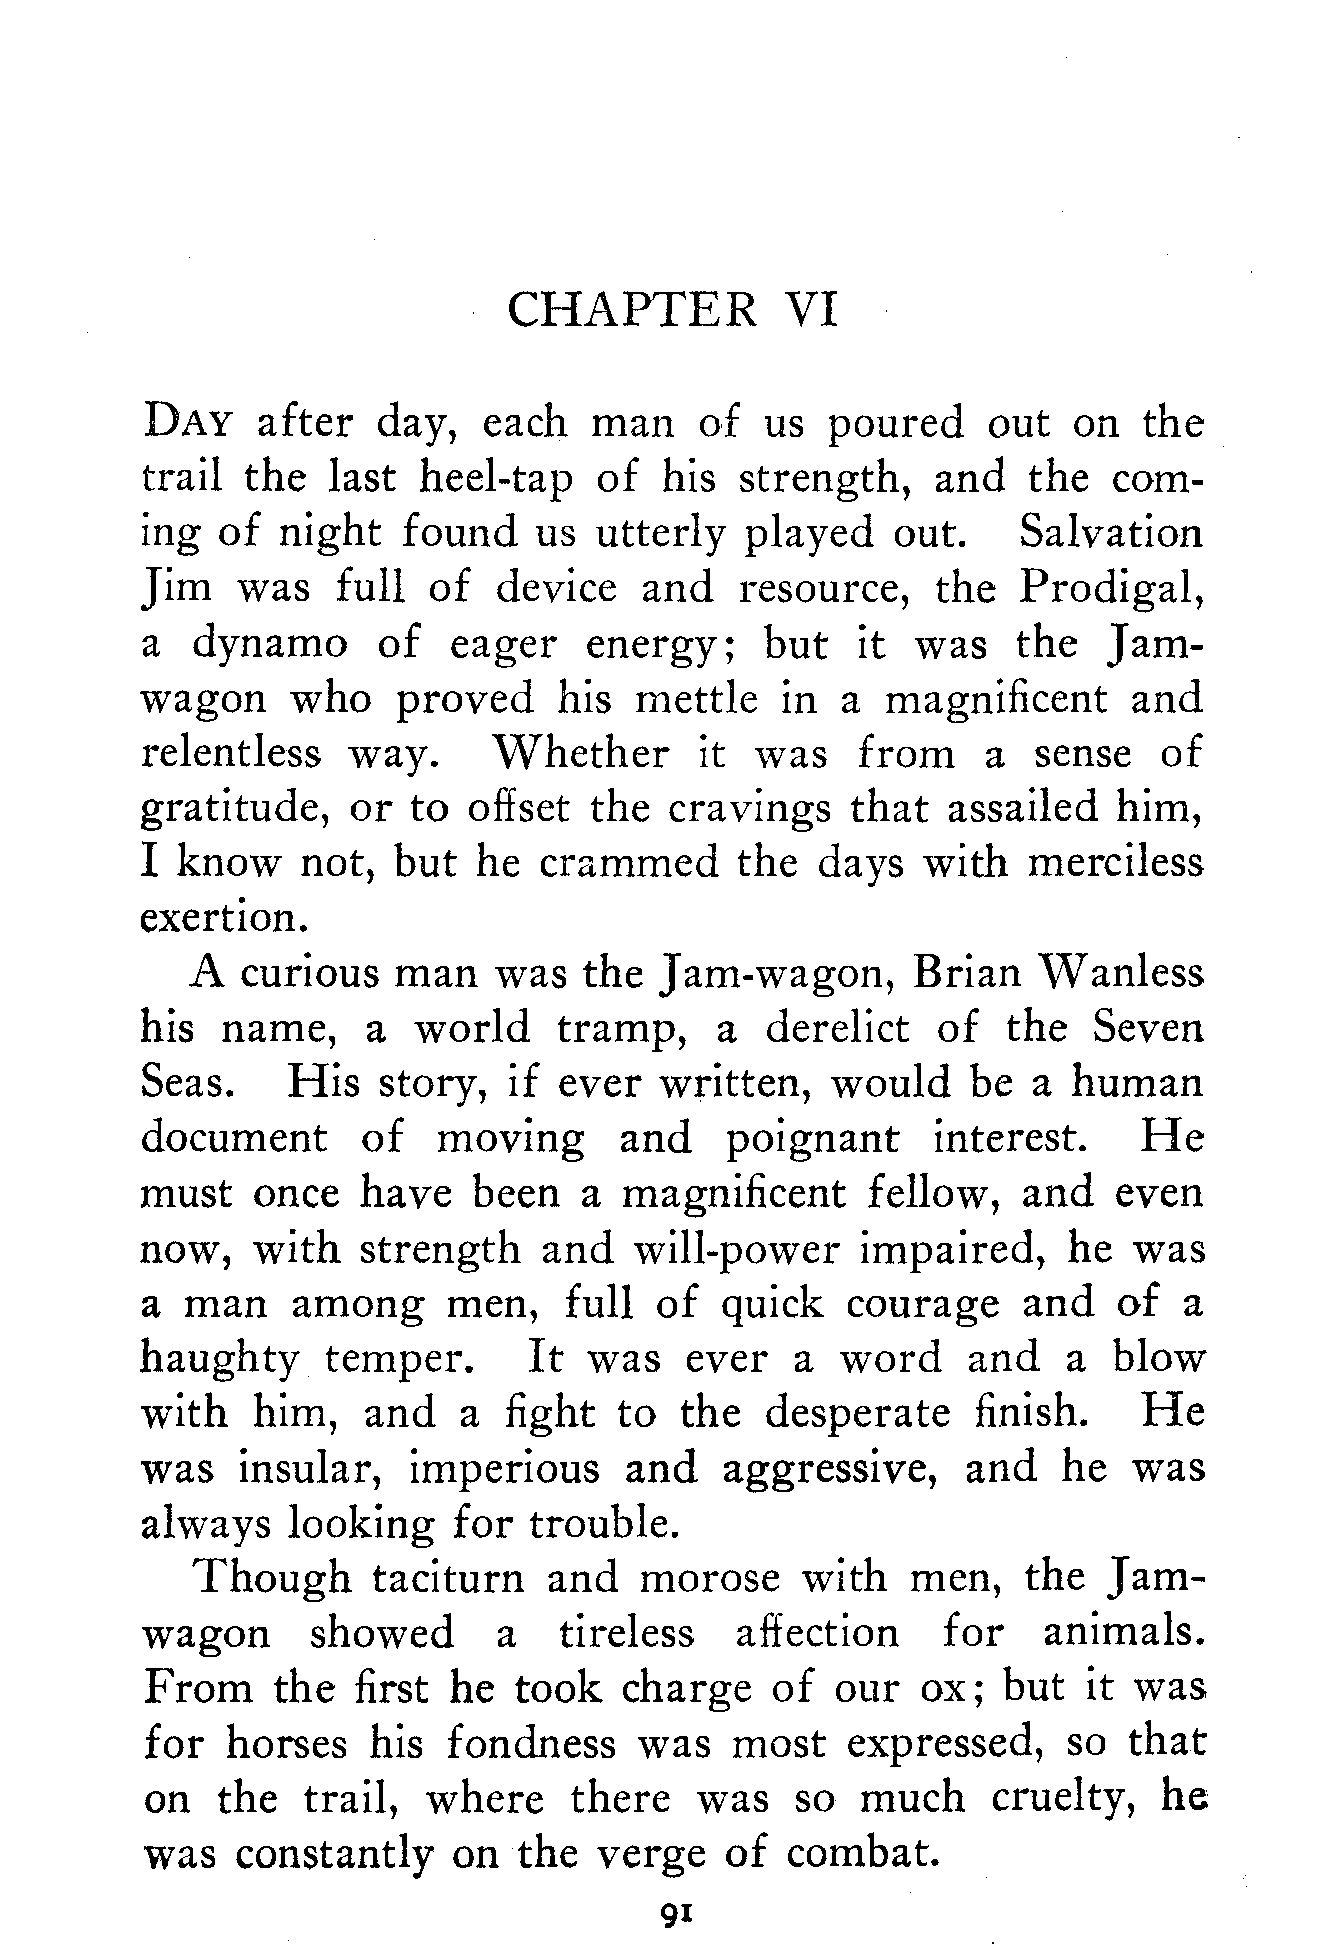 CHAPTER VI
DAY after day, each man of us poured out on the
trail the last heel-tap of his strength, and the com-
ing of night found us utterly played out. Salvation
Jim was full of device and resource, the Prodigal,
a dynamo of eager energy; but it was the Jam-
wagon who proved his mettle in a magnificent and
relentless way. Whether it was from a sense of
gratitude, or to offset the cravings that assailed him,
I know not, but he crammed the days with merciless
exertion.
A curious man was the Jam-wagon, Brian Wanless
his name, a world tramp, a derelict of the Seven
Seas. His story, if ever written, would be a human
document of moving and poignant interest. He
must once have been a magnificent fellow, and even
now, with strength and will-power impaired, he was
a man among men, full of quick courage and of a
haughty temper. It was ever a word and a blow
with him, and a fight to the desperate finish. He
was insular, imperious and aggressive, and he was
always looking for trouble.
Though taciturn and morose with men, the Jam-
wagon showed a tireless affection for animals.
From the first he took charge of our ox; but it was
for horses his fondness was most expressed, so that
on the trail, where there was so much cruelty, he
was constantly on the verge of combat.
91